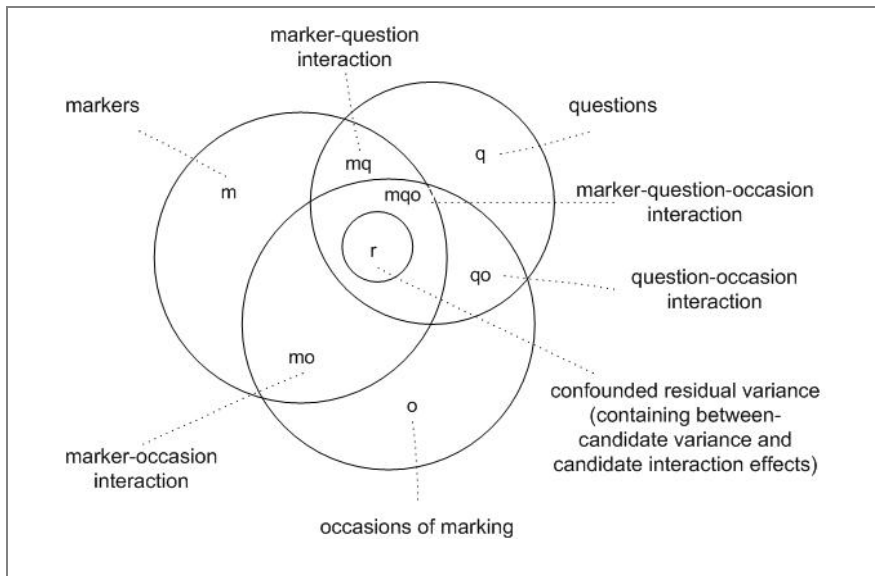 marker-question
interaction
markers
questions
mq
q
m
mqo
marker-question-occasion
interaction
r
qo
question-occasion
interaction
mo
o
confounded residual variance
(containing between-
candidate variance and
candidate interaction effects)
marker-occasion
interaction
occasions of marking